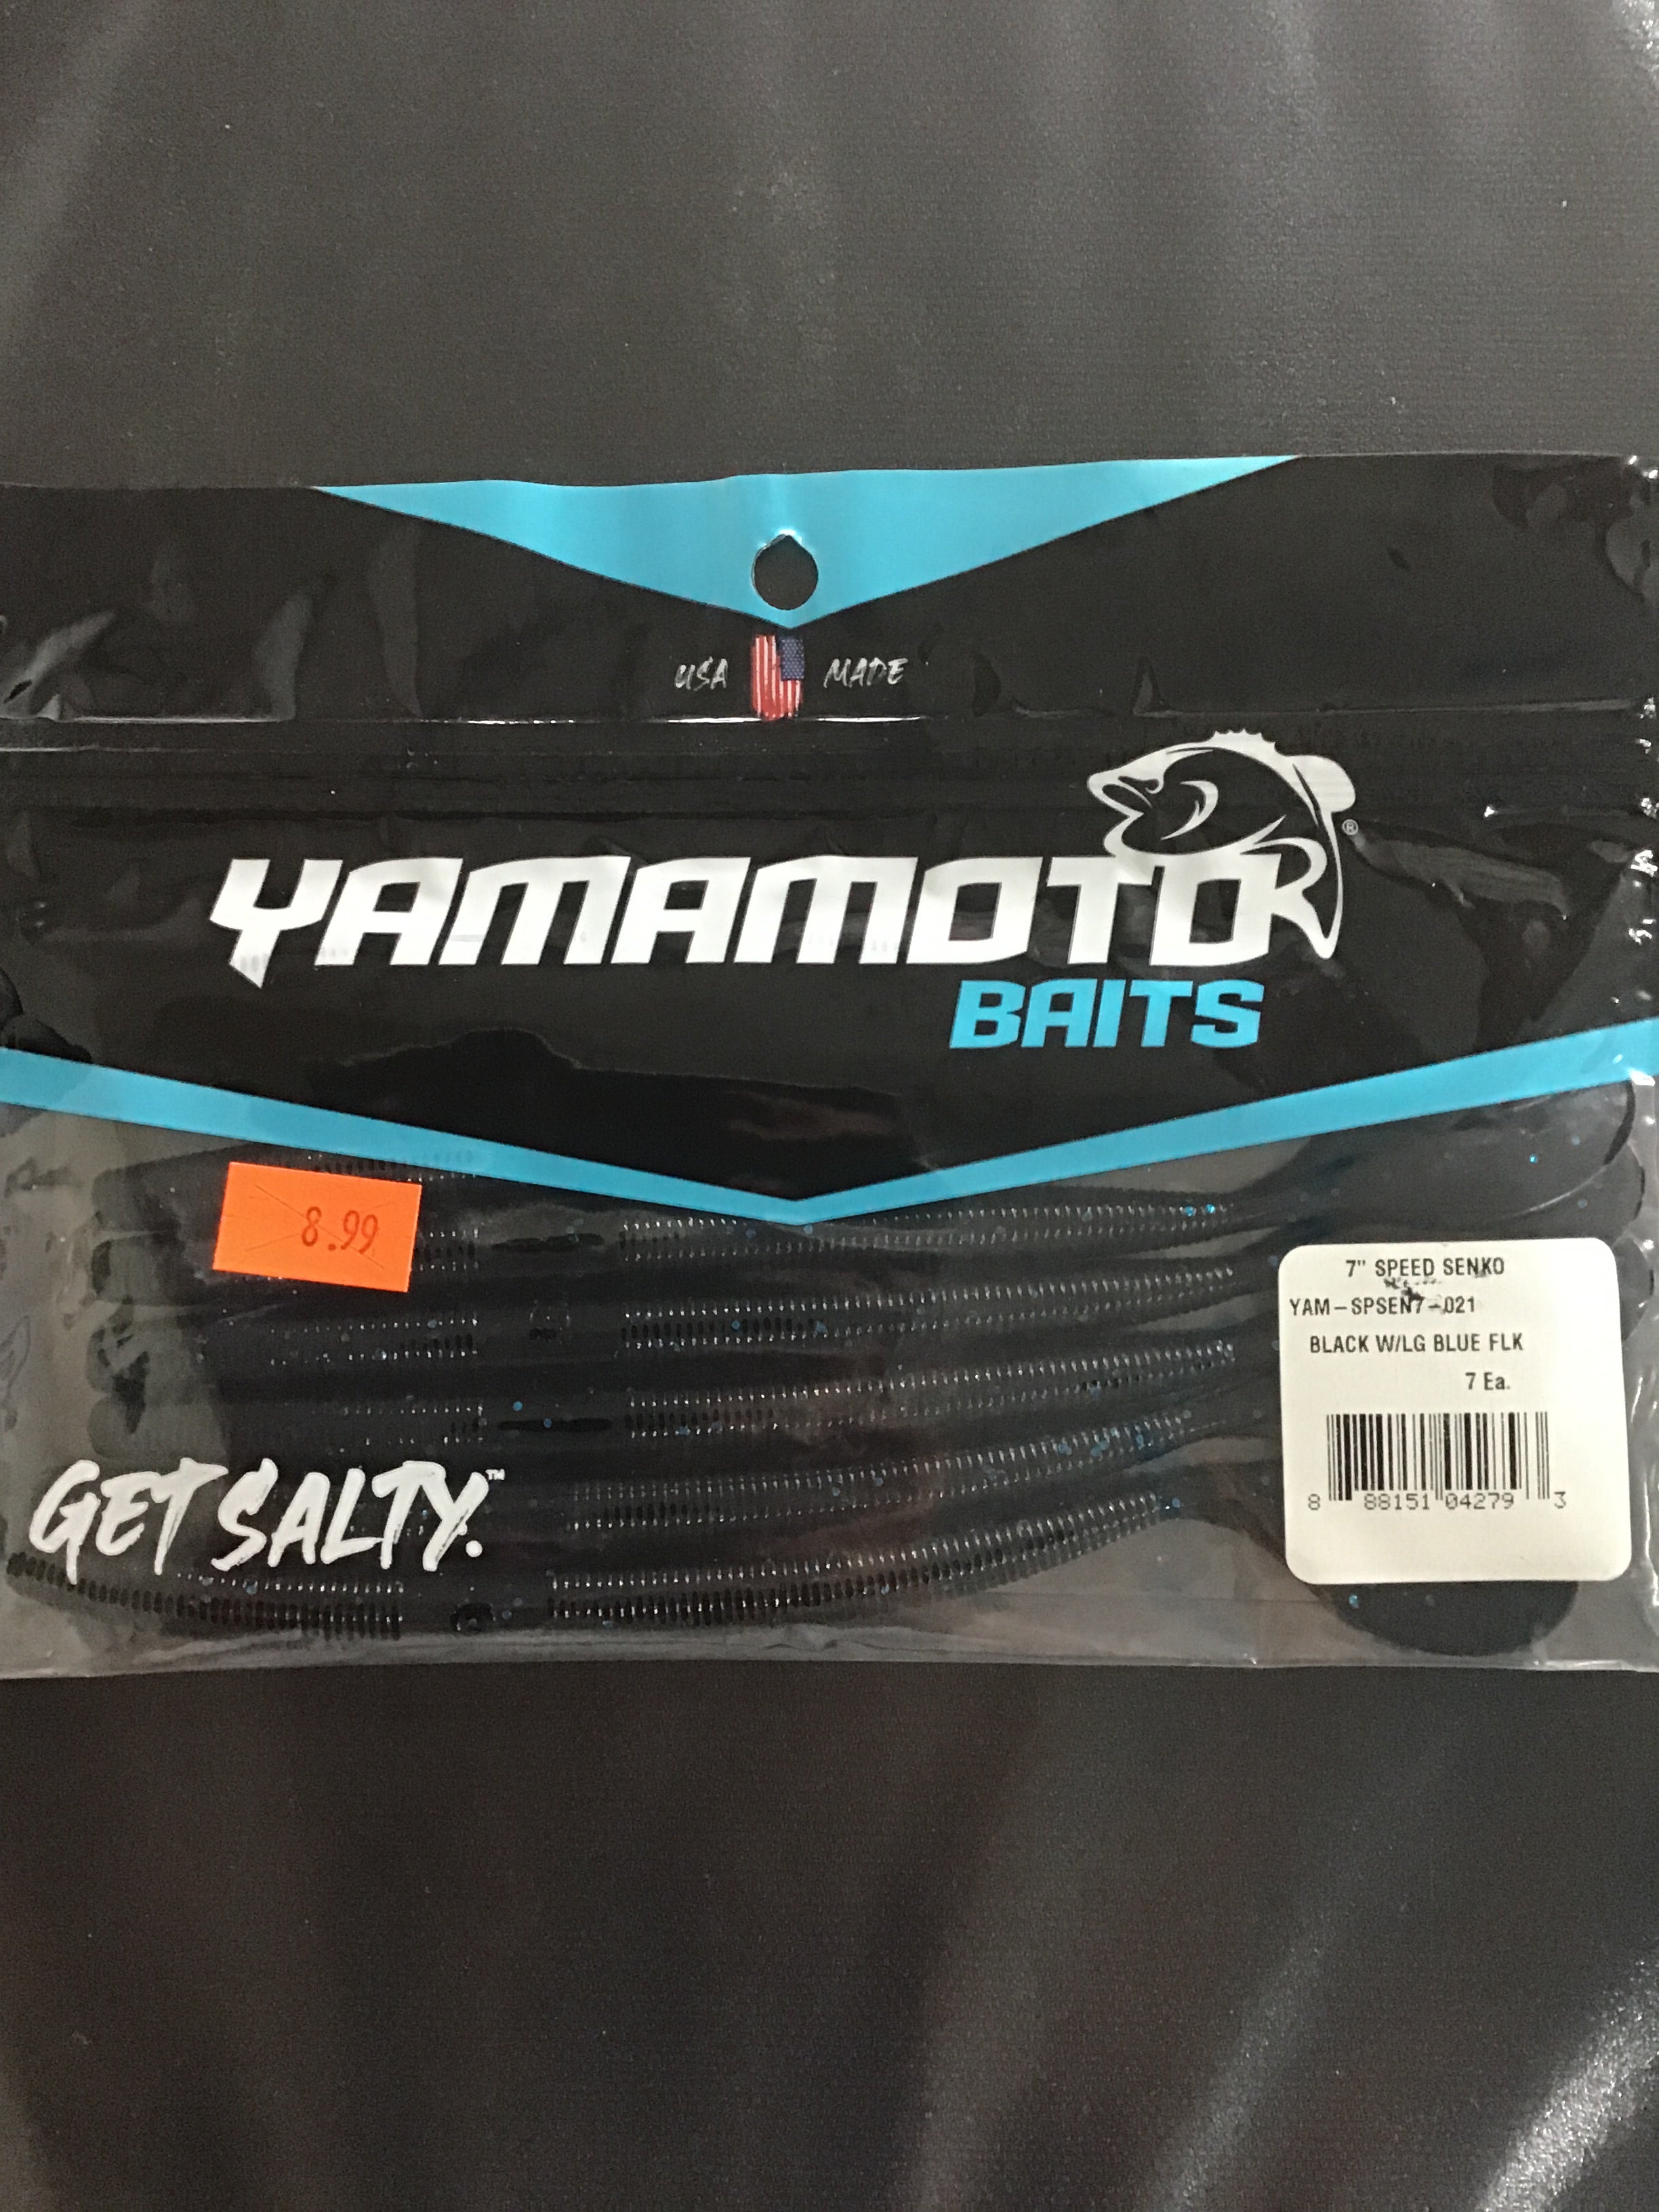 USA MADE
YAMAMOTO
®
BAITS
8.99
7" SPEED SENKO
YAM-SPSEN7-021
BLACK W/LG BLUE FLK
7 Ea.
8 88151 04279 3
GET SALTY.™